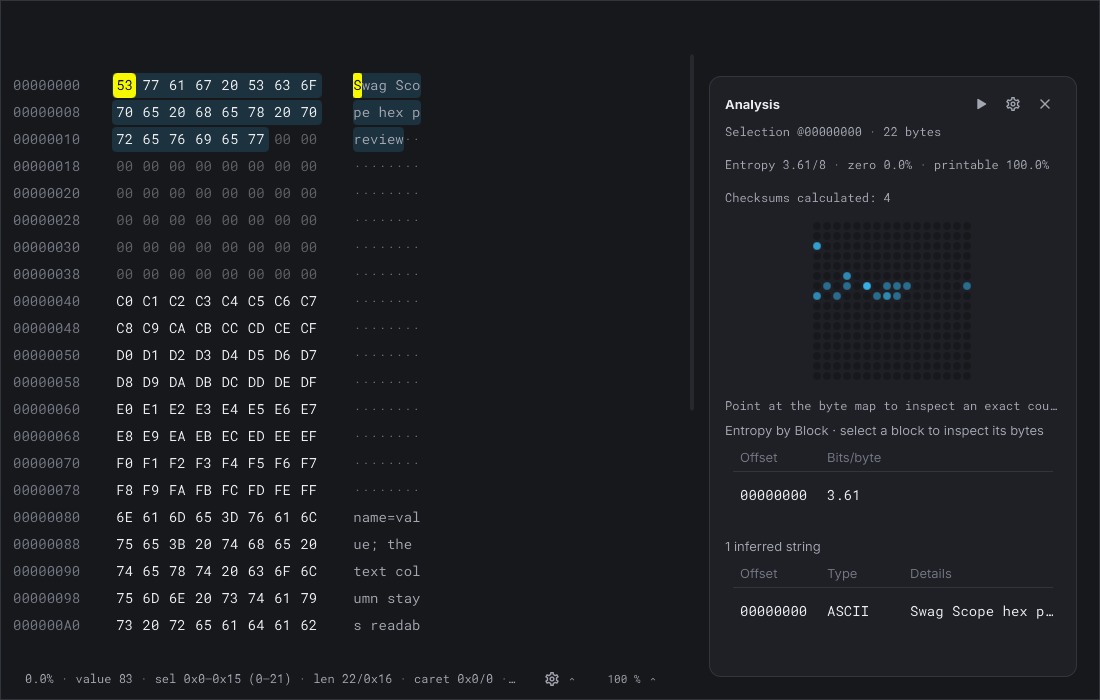 00000000 53 77 61 67 20 53 63 6F Swag Sco
00000008 70 65 20 68 65 78 20 70 pe hex p
00000010 72 65 76 69 65 77 00 00 review··
00000018 00 00 00 00 00 00 00 00 ········
00000020 00 00 00 00 00 00 00 00 ········
00000028 00 00 00 00 00 00 00 00 ········
00000030 00 00 00 00 00 00 00 00 ········
00000038 00 00 00 00 00 00 00 00 ········
00000040 C0 C1 C2 C3 C4 C5 C6 C7 ········
00000048 C8 C9 CA CB CC CD CE CF ········
00000050 D0 D1 D2 D3 D4 D5 D6 D7 ········
00000058 D8 D9 DA DB DC DD DE DF ········
00000060 E0 E1 E2 E3 E4 E5 E6 E7 ········
00000068 E8 E9 EA EB EC ED EE EF ········
00000070 F0 F1 F2 F3 F4 F5 F6 F7 ········
00000078 F8 F9 FA FB FC FD FE FF ········
00000080 6E 61 6D 65 3D 76 61 6C name=val
00000088 75 65 3B 20 74 68 65 20 ue; the
00000090 74 65 78 74 20 63 6F 6C text col
00000098 75 6D 6E 20 73 74 61 79 umn stay
000000A0 73 20 72 65 61 64 61 62 s readab
0.0% · value 83 · sel 0x0–0x15 (0–21) · len 22/0x16 · caret 0x0/0 ·…
100 %
Analysis
Selection @00000000 · 22 bytes
Entropy 3.61/8 · zero 0.0% · printable 100.0%
Checksums calculated: 4
Point at the byte map to inspect an exact cou…
Entropy by Block · select a block to inspect its bytes
Offset Bits/byte
00000000 3.61
1 inferred string
Offset Type Details
00000000 ASCII Swag Scope hex p…